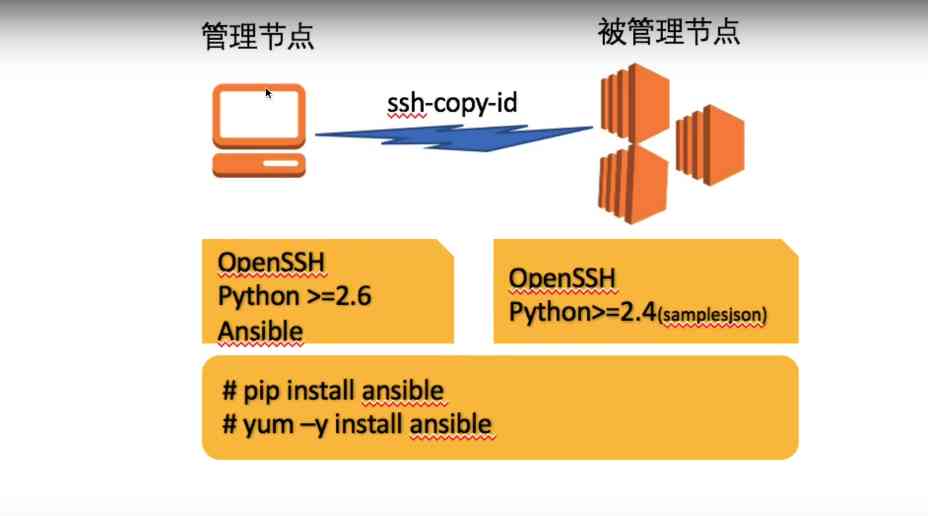 管理节点
被管理节点
ssh-copy-id
OpenSSH
Python >=2.6
Ansible
OpenSSH
Python>=2.4(samplesjson)
# pip install ansible
# yum –y install ansible